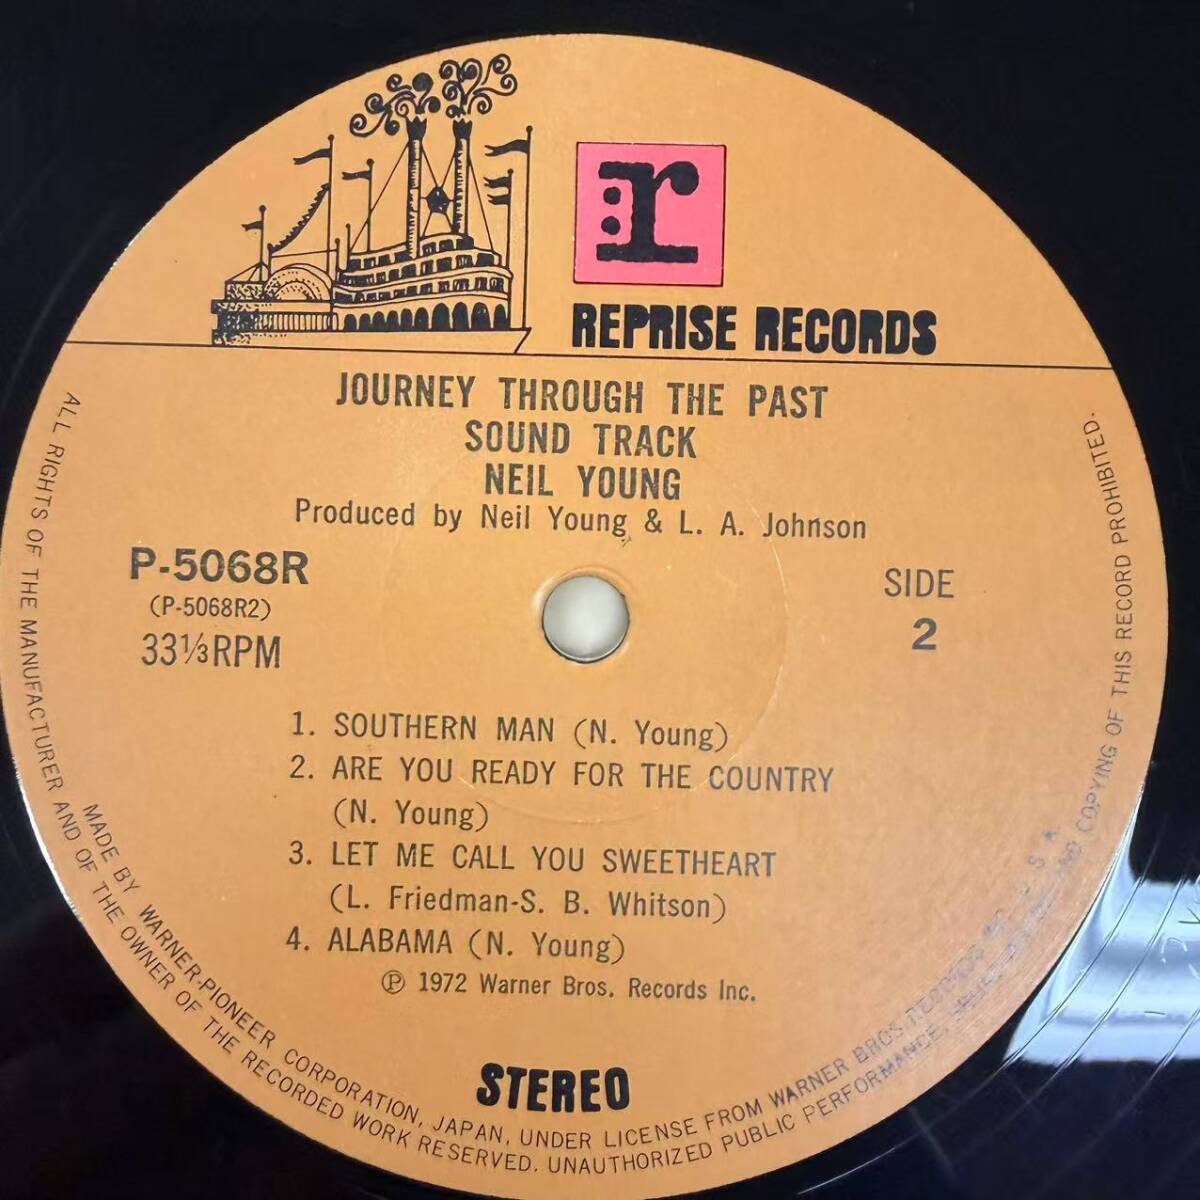 r
REPRISE RECORDS
JOURNEY THROUGH THE PAST
SOUND TRACK
NEIL YOUNG
Produced by Neil Young & L. A. Johnson
P-5068R
(P-5068R2)
33⅓RPM
SIDE
2
1. SOUTHERN MAN (N. Young)
2. ARE YOU READY FOR THE COUNTRY
(N. Young)
3. LET ME CALL YOU SWEETHEART
(L. Friedman-S. B. Whitson)
4. ALABAMA (N. Young)
Ⓟ 1972 Warner Bros. Records Inc.
STEREO
MADE BY WARNER-PIONEER CORPORATION, JAPAN, UNDER LICENSE FROM WARNER BROS RECORDS
ALL RIGHTS OF THE MANUFACTURER AND OF THE OWNER OF THE RECORDED WORK RESERVED. UNAUTHORIZED PUBLIC PERFORMANCE, AND COPYING OF THIS RECORD PROHIBITED.